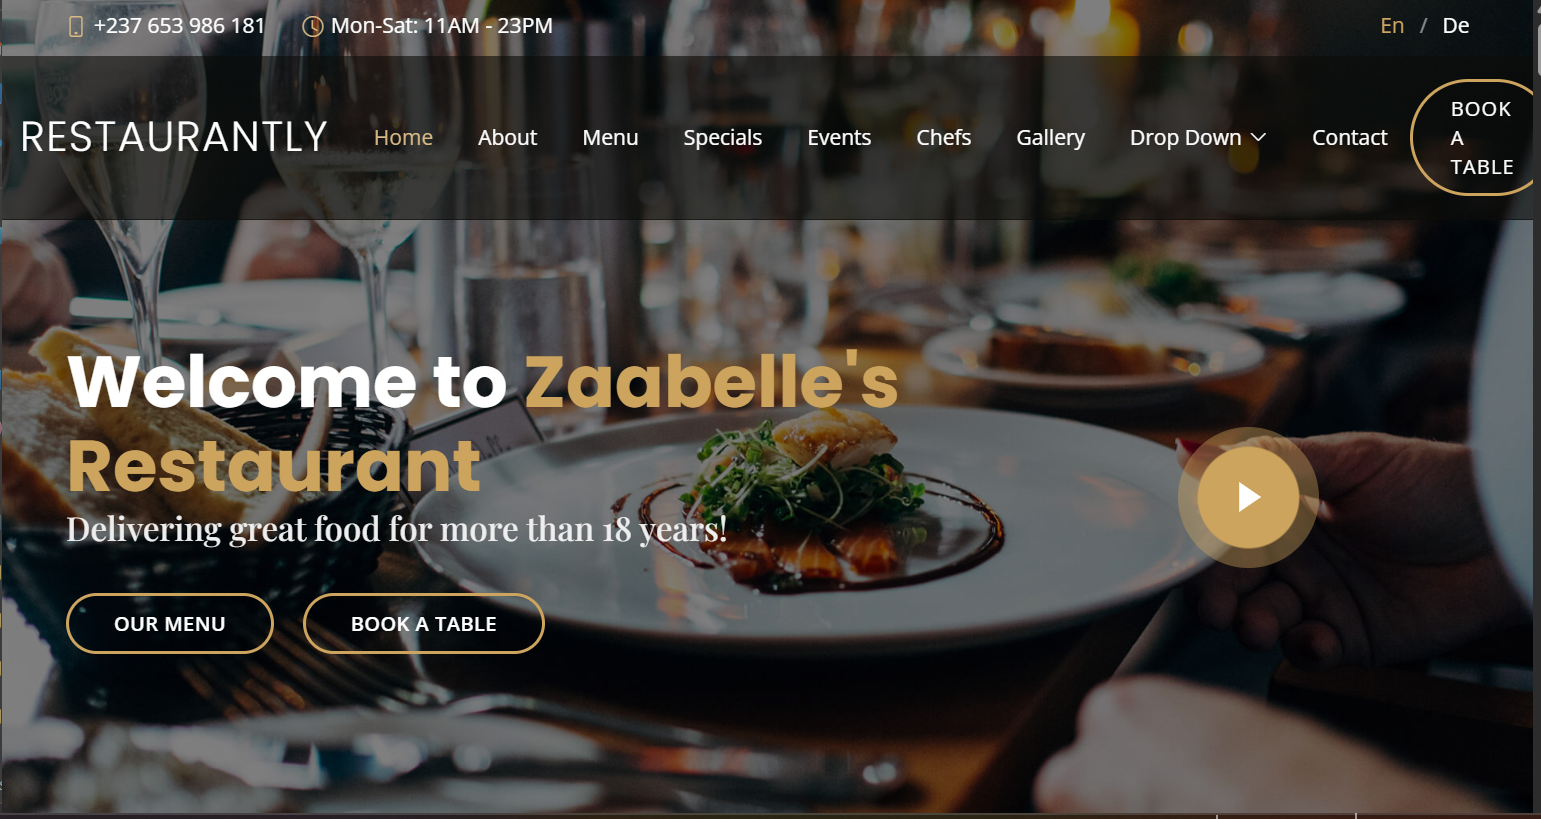 +237 653 986 181 Mon-Sat: 11AM - 23PM En / De
RESTAURANTLY Home About Menu Specials Events Chefs Gallery Drop Down Contact BOOK
A
TABLE
Welcome to Zaabelle's
Restaurant
Delivering great food for more than 18 years!
OUR MENU BOOK A TABLE